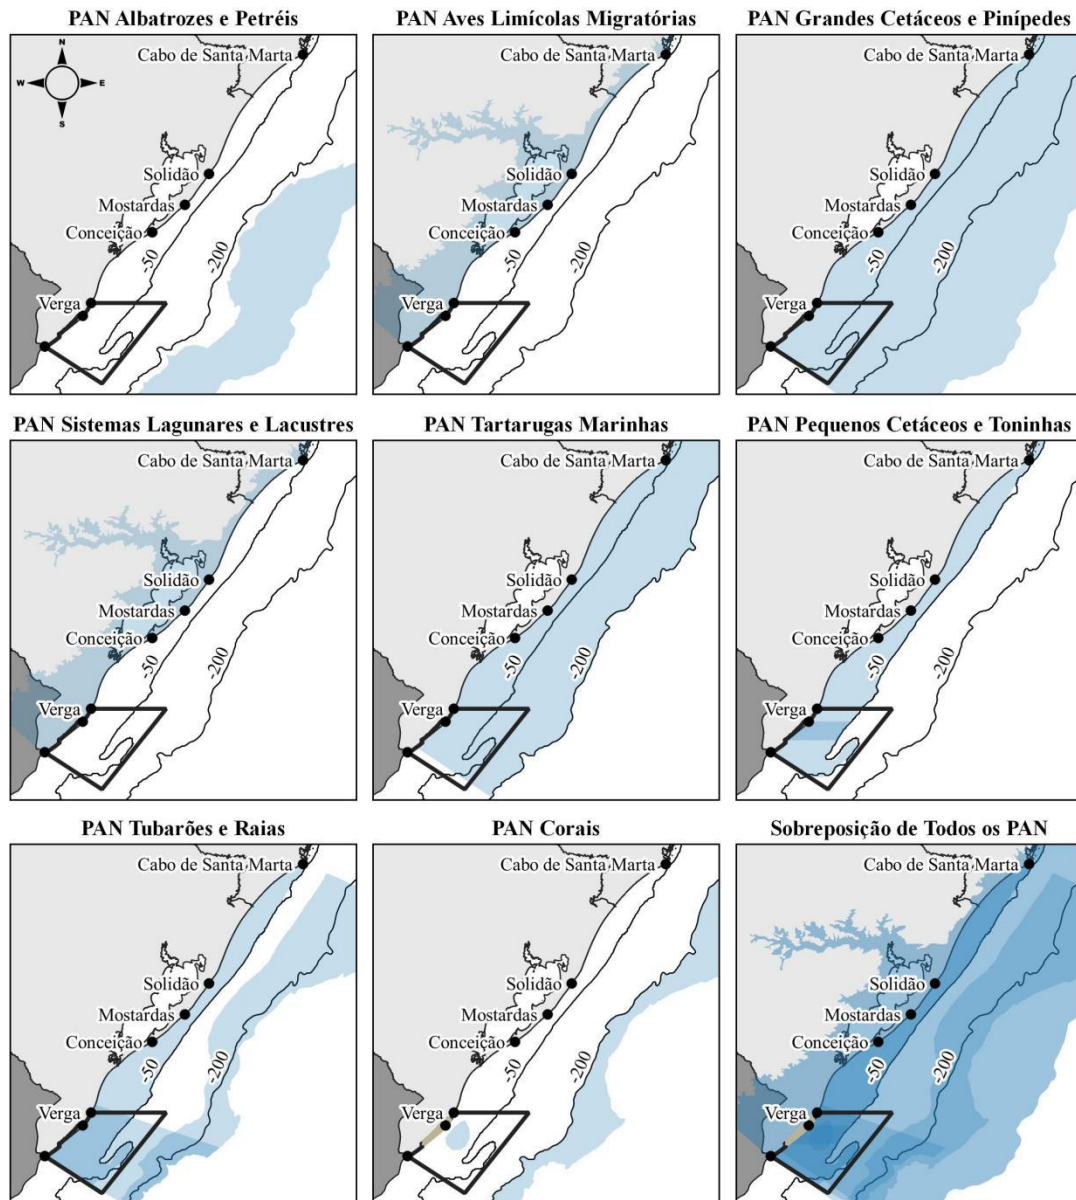 PAN Albatrozes e Petréis
N
W E
S
Cabo de Santa Marta
Solidão
Mostardas
Conceição
-50
-200
Verga
PAN Aves Limícolas Migratórias
Cabo de Santa Marta
Solidão
Mostardas
Conceição
-50
-200
Verga
PAN Grandes Cetáceos e Pinípedes
Cabo de Santa Marta
Solidão
Mostardas
Conceição
-50
-200
Verga
PAN Sistemas Lagunares e Lacustres
Cabo de Santa Marta
Solidão
Mostardas
Conceição
-50
-200
Verga
PAN Tartarugas Marinhas
Cabo de Santa Marta
Solidão
Mostardas
Conceição
-50
-200
Verga
PAN Pequenos Cetáceos e Toninhas
Cabo de Santa Marta
Solidão
Mostardas
Conceição
-50
-200
Verga
PAN Tubarões e Raias
Cabo de Santa Marta
Solidão
Mostardas
Conceição
-50
-200
Verga
PAN Corais
Cabo de Santa Marta
Solidão
Mostardas
Conceição
-50
-200
Verga
Sobreposição de Todos os PAN
Cabo de Santa Marta
Solidão
Mostardas
Conceição
-50
-200
Verga